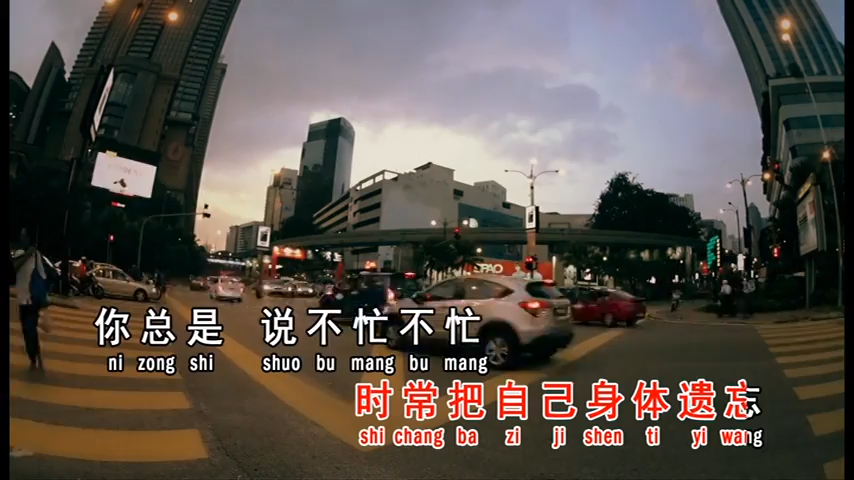 你总是 说不忙不忙
ni zong shi shuo bu mang bu mang
时常把自己身体遗忘
shi chang ba zi ji shen ti yi wang